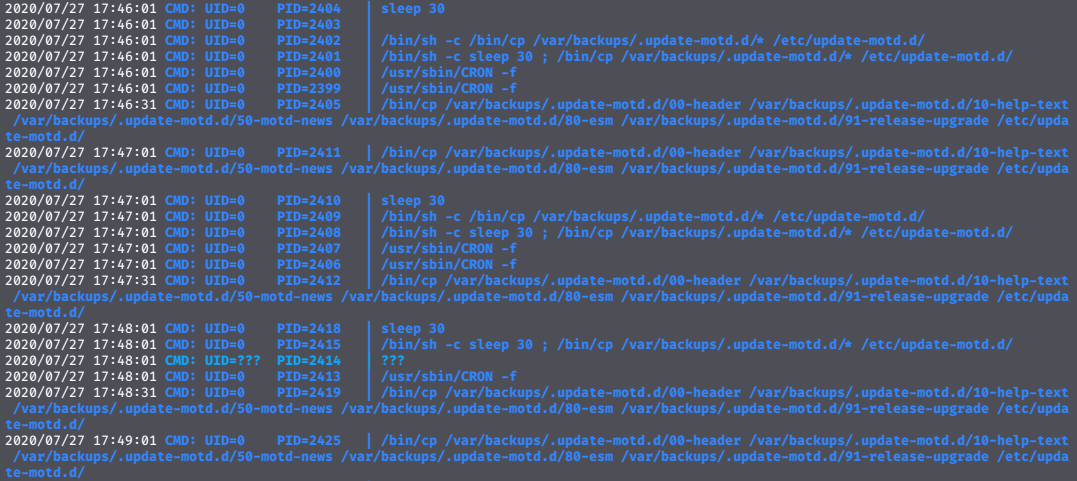 2020/07/27 17:46:01 CMD: UID=0    PID=2404   | sleep 30
2020/07/27 17:46:01 CMD: UID=0    PID=2403   |
2020/07/27 17:46:01 CMD: UID=0    PID=2402   | /bin/sh -c /bin/cp /var/backups/.update-motd.d/* /etc/update-motd.d/
2020/07/27 17:46:01 CMD: UID=0    PID=2401   | /bin/sh -c sleep 30 ; /bin/cp /var/backups/.update-motd.d/* /etc/update-motd.d/
2020/07/27 17:46:01 CMD: UID=0    PID=2400   | /usr/sbin/CRON -f
2020/07/27 17:46:01 CMD: UID=0    PID=2399   | /usr/sbin/CRON -f
2020/07/27 17:46:31 CMD: UID=0    PID=2405   | /bin/cp /var/backups/.update-motd.d/00-header /var/backups/.update-motd.d/10-help-text
 /var/backups/.update-motd.d/50-motd-news /var/backups/.update-motd.d/80-esm /var/backups/.update-motd.d/91-release-upgrade /etc/upda
te-motd.d/
2020/07/27 17:47:01 CMD: UID=0    PID=2411   | /bin/cp /var/backups/.update-motd.d/00-header /var/backups/.update-motd.d/10-help-text
 /var/backups/.update-motd.d/50-motd-news /var/backups/.update-motd.d/80-esm /var/backups/.update-motd.d/91-release-upgrade /etc/upda
te-motd.d/
2020/07/27 17:47:01 CMD: UID=0    PID=2410   | sleep 30
2020/07/27 17:47:01 CMD: UID=0    PID=2409   | /bin/sh -c /bin/cp /var/backups/.update-motd.d/* /etc/update-motd.d/
2020/07/27 17:47:01 CMD: UID=0    PID=2408   | /bin/sh -c sleep 30 ; /bin/cp /var/backups/.update-motd.d/* /etc/update-motd.d/
2020/07/27 17:47:01 CMD: UID=0    PID=2407   | /usr/sbin/CRON -f
2020/07/27 17:47:01 CMD: UID=0    PID=2406   | /usr/sbin/CRON -f
2020/07/27 17:47:31 CMD: UID=0    PID=2412   | /bin/cp /var/backups/.update-motd.d/00-header /var/backups/.update-motd.d/10-help-text
 /var/backups/.update-motd.d/50-motd-news /var/backups/.update-motd.d/80-esm /var/backups/.update-motd.d/91-release-upgrade /etc/upda
te-motd.d/
2020/07/27 17:48:01 CMD: UID=0    PID=2418   | sleep 30
2020/07/27 17:48:01 CMD: UID=0    PID=2415   | /bin/sh -c sleep 30 ; /bin/cp /var/backups/.update-motd.d/* /etc/update-motd.d/
2020/07/27 17:48:01 CMD: UID=???  PID=2414   | ???
2020/07/27 17:48:01 CMD: UID=0    PID=2413   | /usr/sbin/CRON -f
2020/07/27 17:48:31 CMD: UID=0    PID=2419   | /bin/cp /var/backups/.update-motd.d/00-header /var/backups/.update-motd.d/10-help-text
 /var/backups/.update-motd.d/50-motd-news /var/backups/.update-motd.d/80-esm /var/backups/.update-motd.d/91-release-upgrade /etc/upda
te-motd.d/
2020/07/27 17:49:01 CMD: UID=0    PID=2425   | /bin/cp /var/backups/.update-motd.d/00-header /var/backups/.update-motd.d/10-help-text
 /var/backups/.update-motd.d/50-motd-news /var/backups/.update-motd.d/80-esm /var/backups/.update-motd.d/91-release-upgrade /etc/upda
te-motd.d/